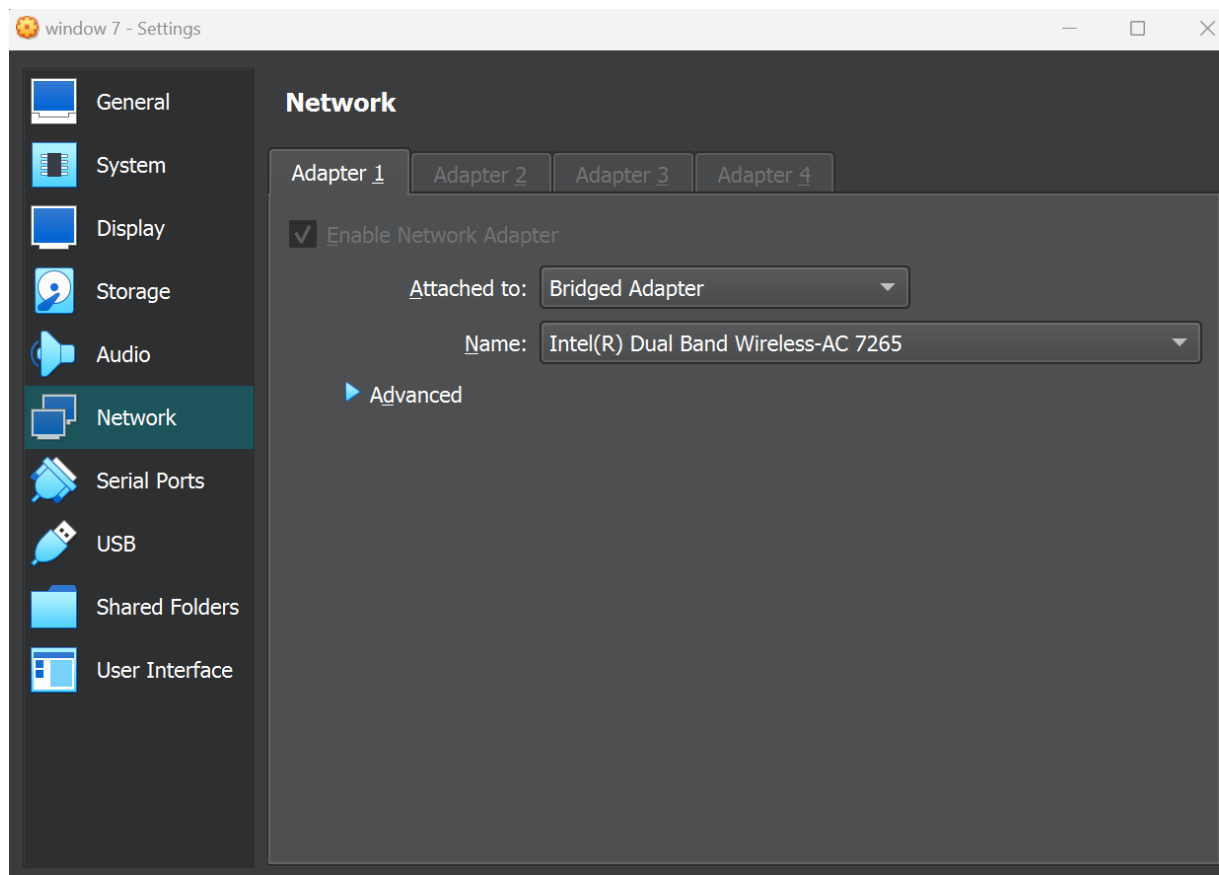 window 7 - Settings
General
System
Display
Storage
Audio
Network
Serial Ports
USB
Shared Folders
User Interface
Network
Adapter 1 Adapter 2 Adapter 3 Adapter 4
Enable Network Adapter
Attached to: Bridged Adapter
Name: Intel(R) Dual Band Wireless-AC 7265
Advanced